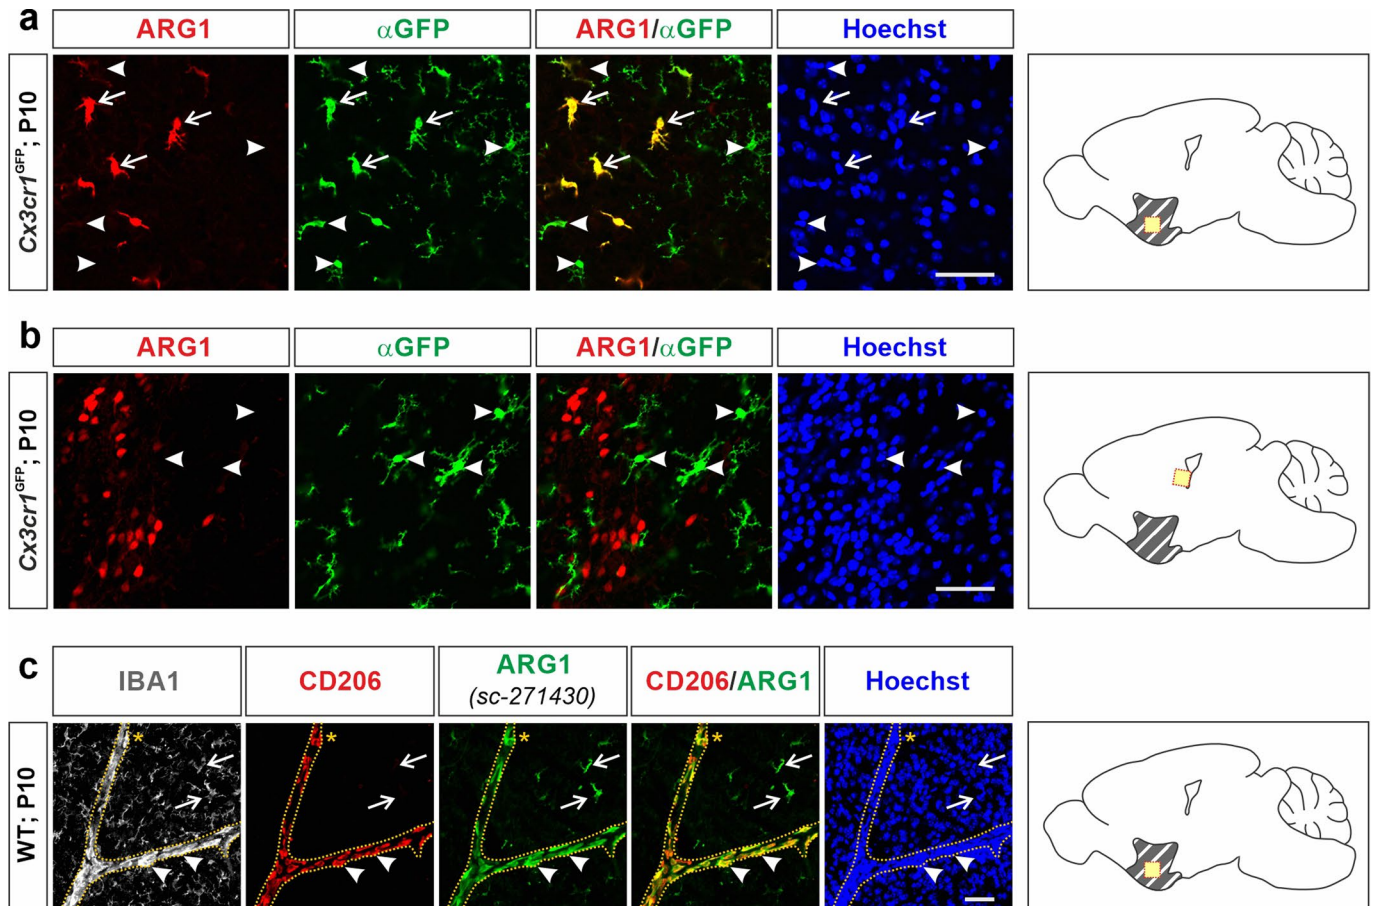 a
ARG1
αGFP
ARG1/αGFP
Hoechst
Cx3cr1GFP; P10
b
ARG1
αGFP
ARG1/αGFP
Hoechst
Cx3cr1GFP; P10
c
IBA1
CD206
ARG1
(sc-271430)
CD206/ARG1
Hoechst
WT; P10
*
*
*
*
*